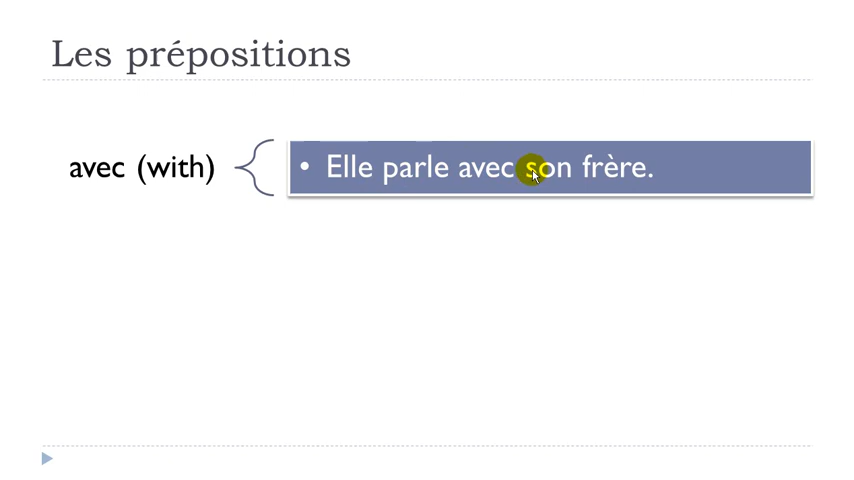 Les prépositions
avec (with)
• Elle parle avec son frère.